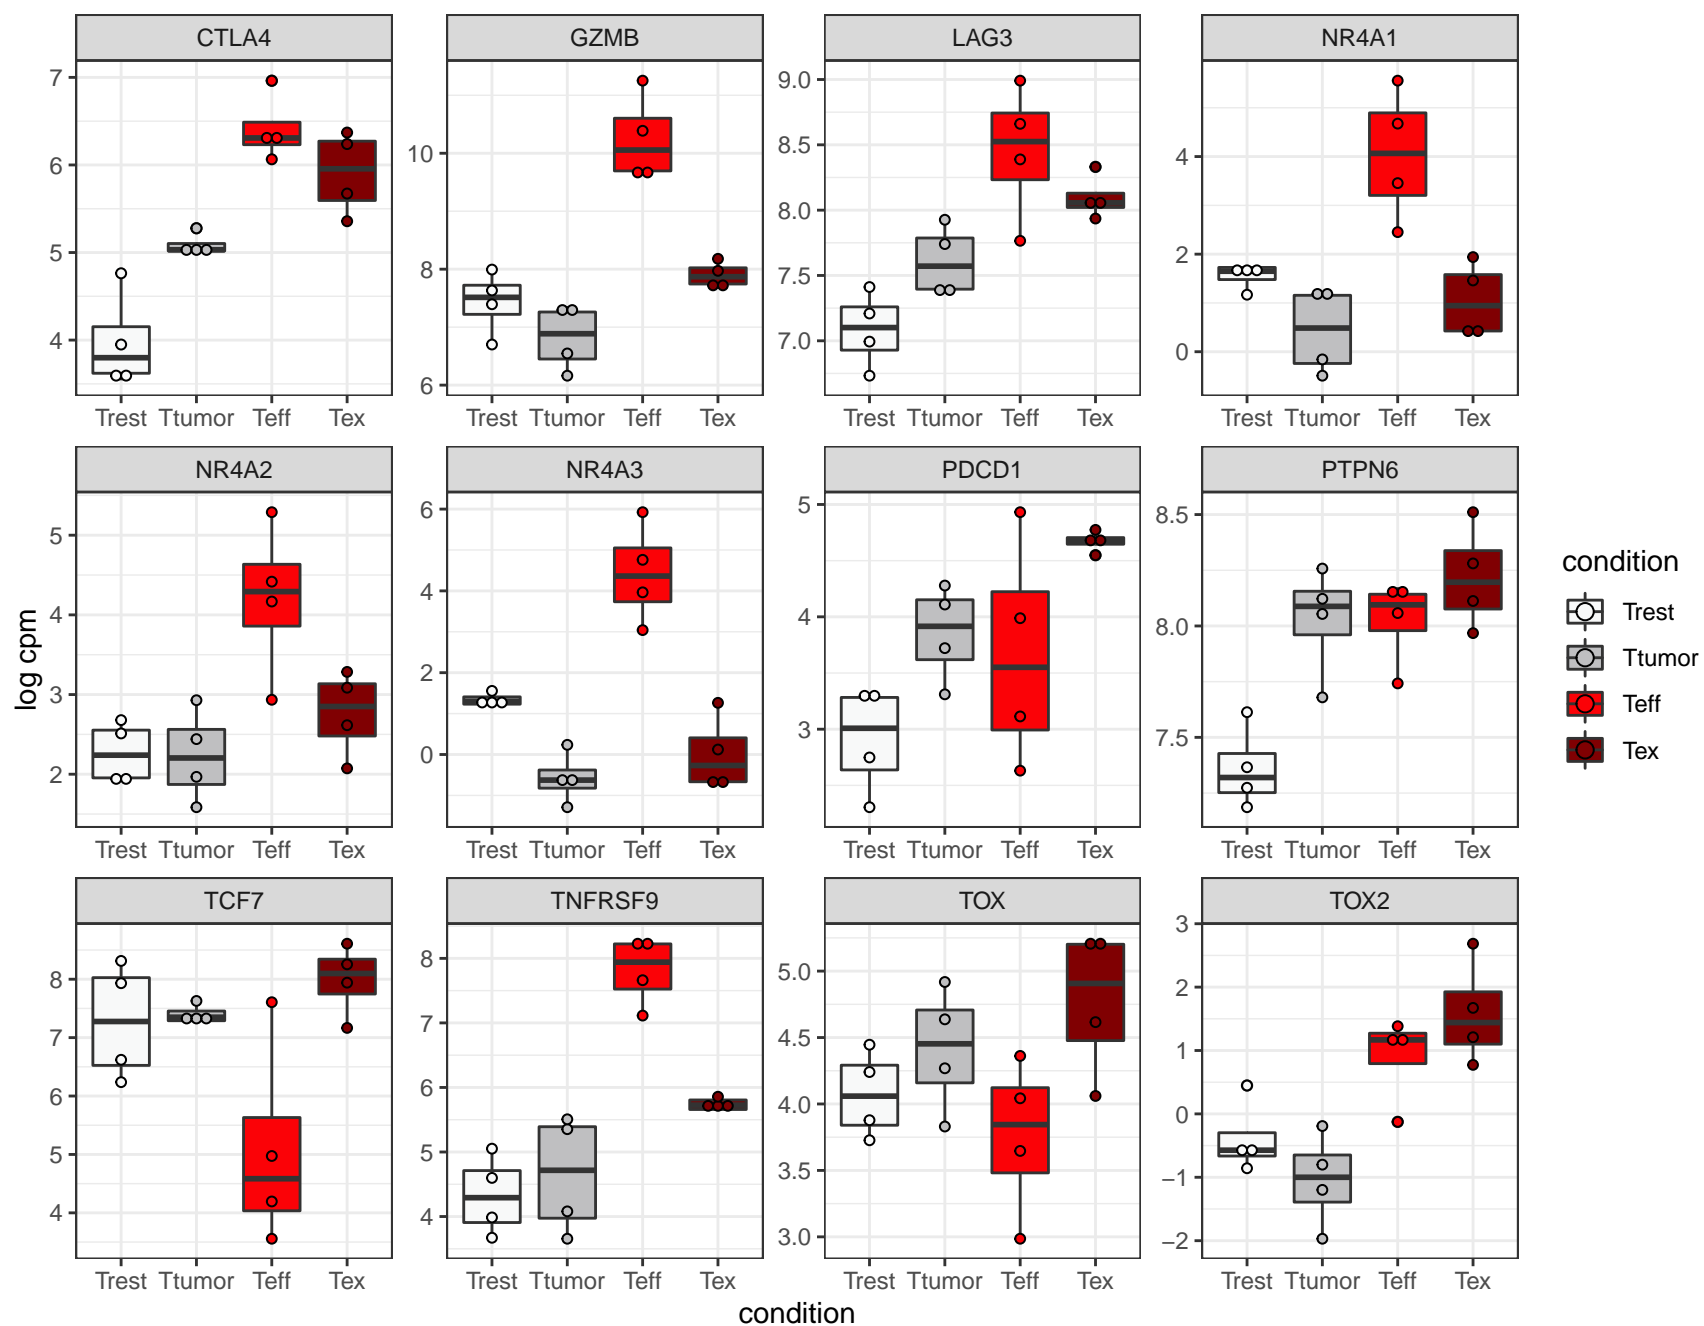 CTLA4 GZMB LAG3 NR4A1
7 6 5 4
10 8 6
9.0 8.5 8.0 7.5 7.0
4 2 0
Trest Ttumor Teff Tex Trest Ttumor Teff Tex Trest Ttumor Teff Tex Trest Ttumor Teff Tex
NR4A2 NR4A3 PDCD1 PTPN6
5 4 3 2
6 4 2 0
5 4 3
8.5 8.0 7.5
Trest Ttumor Teff Tex Trest Ttumor Teff Tex Trest Ttumor Teff Tex Trest Ttumor Teff Tex
TCF7 TNFRSF9 TOX TOX2
8 7 6 5 4
8 7 6 5 4
5.0 4.5 4.0 3.5 3.0
3 2 1 0 −1 −2
Trest Ttumor Teff Tex Trest Ttumor Teff Tex Trest Ttumor Teff Tex Trest Ttumor Teff Tex
condition
log cpm
condition
Trest
Ttumor
Teff
Tex